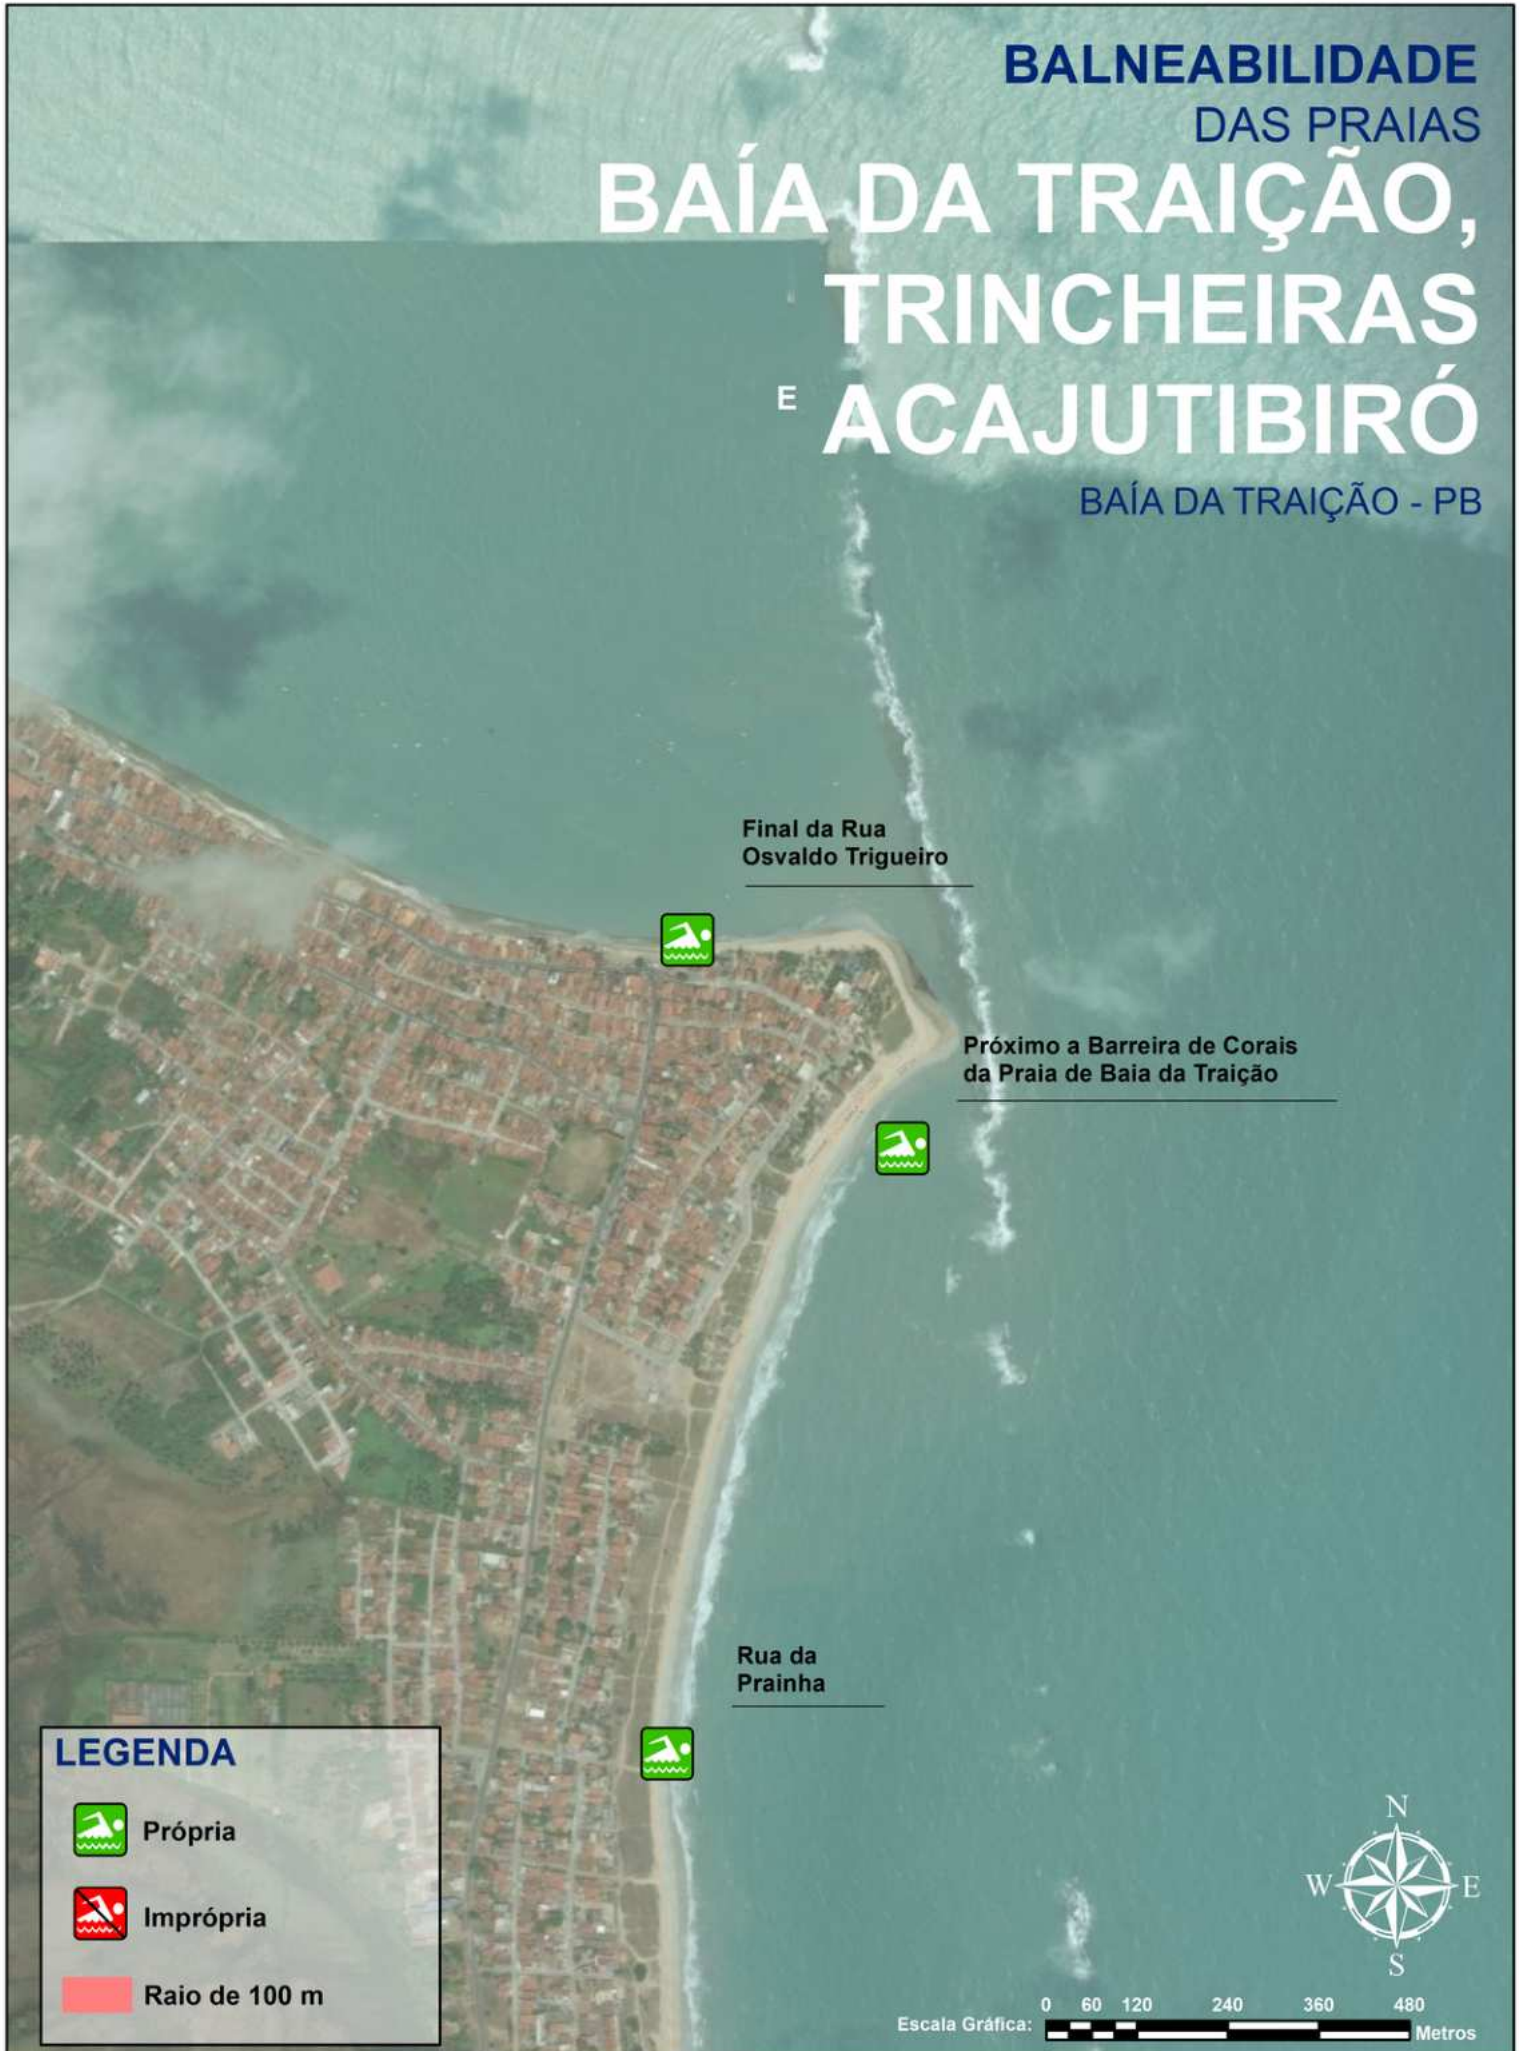 BALNEABILIDADE
DAS PRAIAS
BAÍA DA TRAIÇÃO,
TRINCHEIRAS
E ACAJUTIBIRÓ
BAÍA DA TRAIÇÃO - PB
Final da Rua
Osvaldo Trigueiro
Próximo a Barreira de Corais
da Praia de Baia da Traição
Rua da
Prainha
LEGENDA
Própria
Imprópria
Raio de 100 m
N
W E
S
0 60 120 240 360 480
Escala Gráfica: Metros